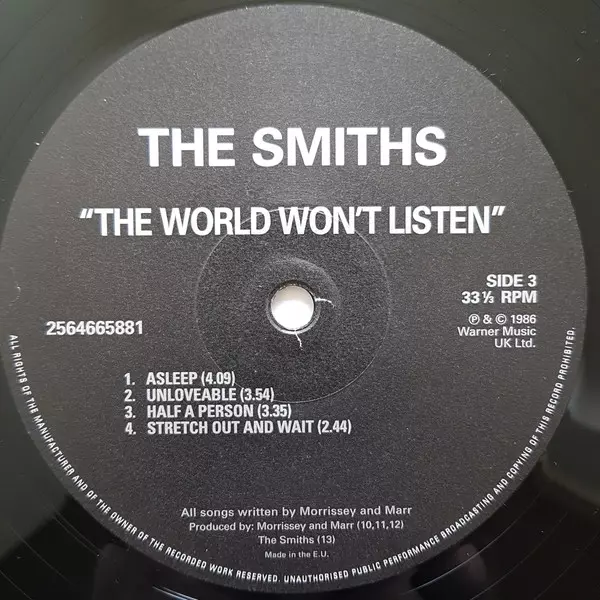 THE SMITHS
“THE WORLD WON’T LISTEN”
SIDE 3
33⅓ RPM
2564665881
℗ & © 1986
Warner Music
UK Ltd.
1. ASLEEP (4.09)
2. UNLOVEABLE (3.54)
3. HALF A PERSON (3.35)
4. STRETCH OUT AND WAIT (2.44)
All songs written by Morrissey and Marr
Produced by: Morrissey and Marr (10,11,12)
The Smiths (13)
Made in the E.U.
ALL RIGHTS OF THE MANUFACTURER AND OF THE OWNER OF THE RECORDED WORK RESERVED. UNAUTHORISED PUBLIC PERFORMANCE BROADCASTING AND COPYING OF THIS RECORD PROHIBITED.